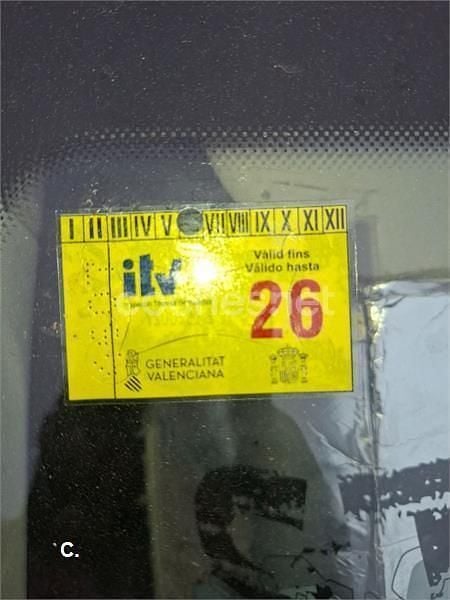 I II III IV V VII VIII IX X XI XII
itv
Vàlid fins
Válido hasta
26
GENERALITAT
VALENCIANA
C.